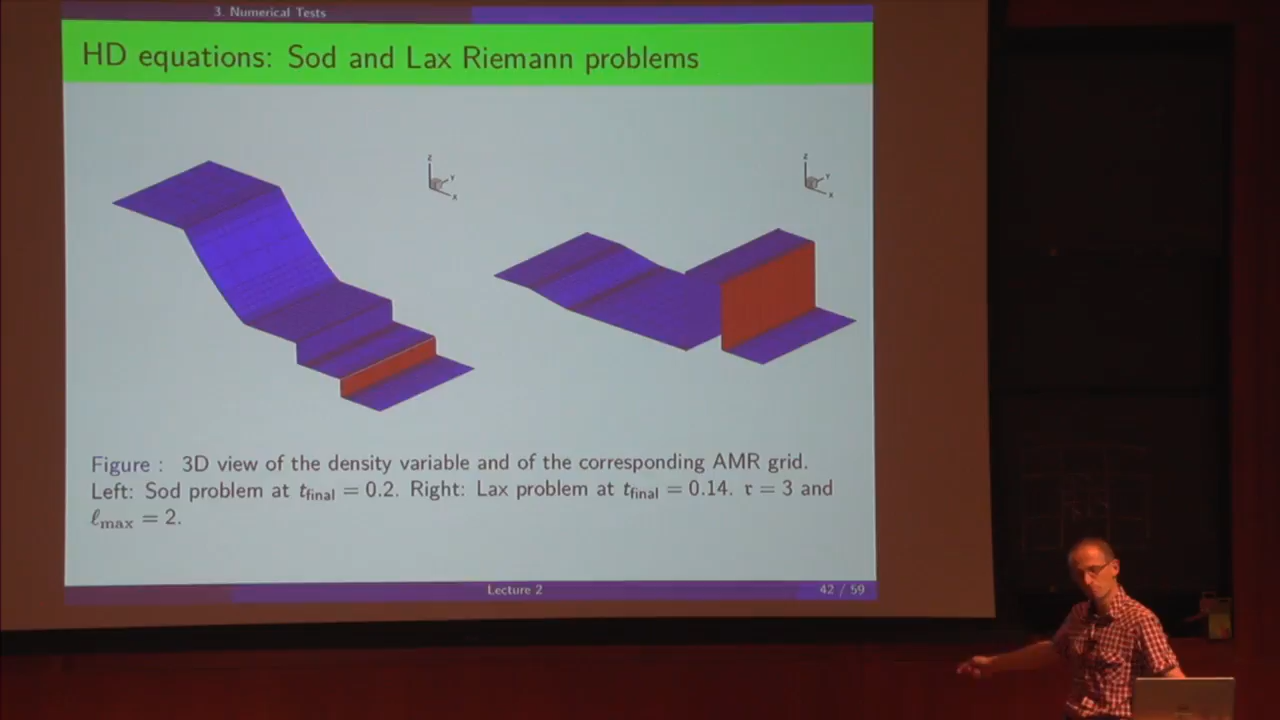 3. Numerical Tests
HD equations: Sod and Lax Riemann problems
Z
Y
X
Z
Y
X
Figure : 3D view of the density variable and of the corresponding AMR grid.
Left: Sod problem at tfinal = 0.2. Right: Lax problem at tfinal = 0.14. r = 3 and
ℓmax = 2.
Lecture 2
42 / 59